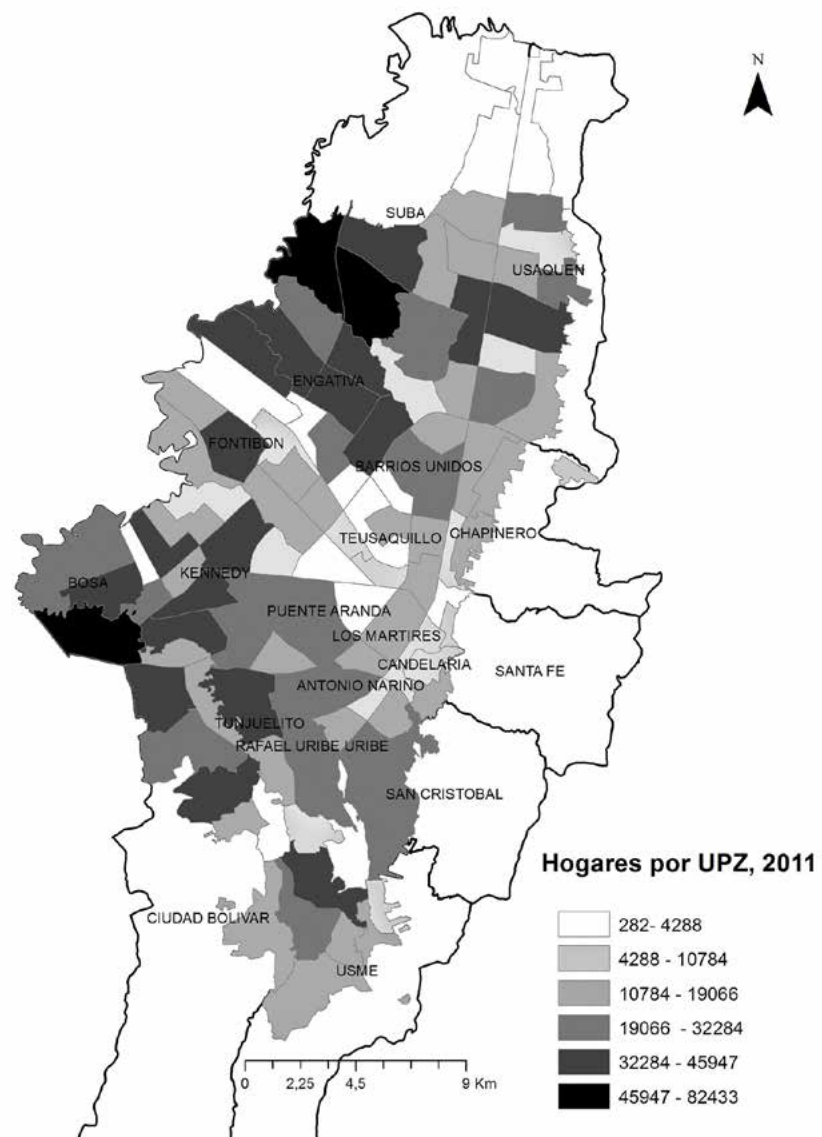 N
SUBA
USAQUEN
ENGATIVA
FONTIBON
BARRIOS UNIDOS
TEUSAQUILLO
CHAPINERO
BOSA
KENNEDY
PUENTE ARANDA
LOS MARTIRES
CANDELARIA
SANTA FE
ANTONIO NARIÑO
TUNJUELITO
RAFAEL URIBE URIBE
SAN CRISTOBAL
CIUDAD BOLIVAR
USME
Hogares por UPZ, 2011
282- 4288
4288 - 10784
10784 - 19066
19066 - 32284
32284 - 45947
45947 - 82433
0 2,25 4,5 9 Km